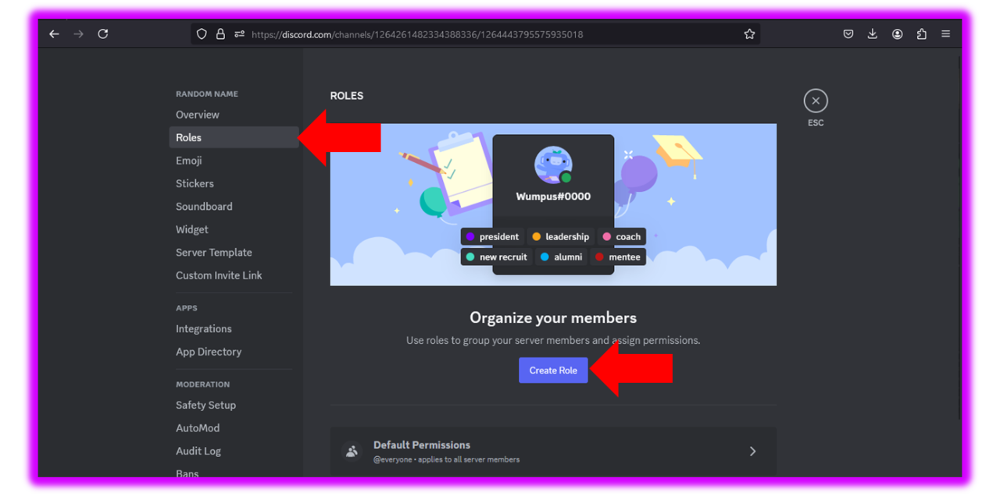 https://discord.com/channels/1264261482334388336/1264443795575935018
RANDOM NAME
Overview
Roles
Emoji
Stickers
Soundboard
Widget
Server Template
Custom Invite Link
APPS
Integrations
App Directory
MODERATION
Safety Setup
AutoMod
Audit Log
Bans
ROLES
ESC
Wumpus#0000
president leadership coach
new recruit alumni mentee
Organize your members
Use roles to group your server members and assign permissions.
Create Role
Default Permissions
@everyone • applies to all server members